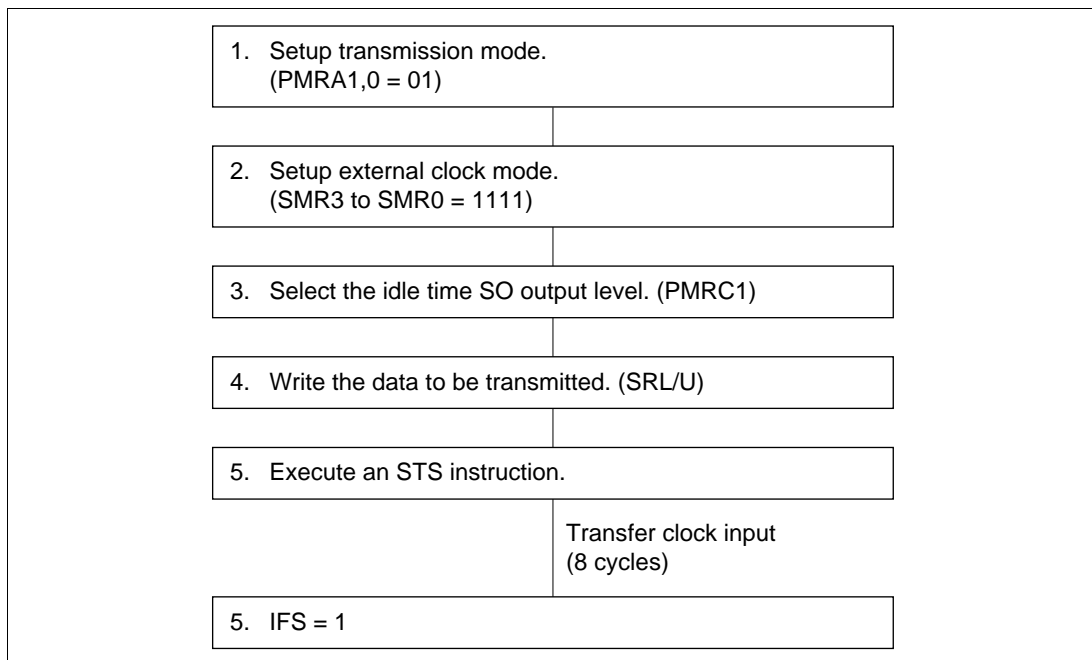 1. Setup transmission mode.
(PMRA1,0 = 01)
2. Setup external clock mode.
(SMR3 to SMR0 = 1111)
3. Select the idle time SO output level. (PMRC1)
4. Write the data to be transmitted. (SRL/U)
5. Execute an STS instruction.
Transfer clock input
(8 cycles)
5. IFS = 1